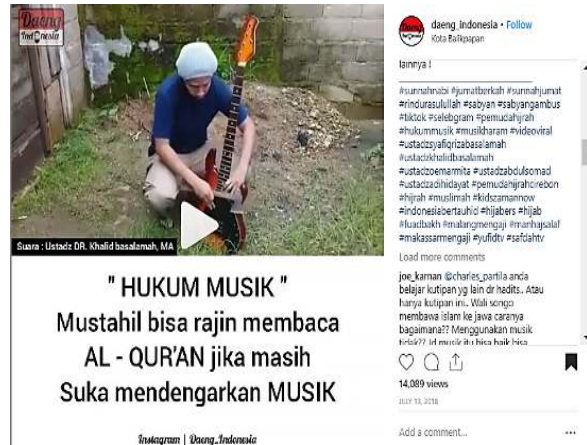 Daeng
Indonesia
Suara : Ustadz DR. Khalid basalamah, MA
" HUKUM MUSIK "
Mustahil bisa rajin membaca
AL - QUR'AN jika masih
Suka mendengarkan MUSIK
Instagram | Daeng_Indonesia
daeng_indonesia • Follow
Kota Balikpapan
lainnya !
#sunnahnabi #jumatberkah #sunnahjumat
#rindurasulullah #sabyan #sabyangambus
#tiktok #selebgram #pemudahijrah
#hukummusik #musikharam #videoviral
#ustadzsyafiqrizabasalamah
#ustadzkhalidbasalamah
#ustadzoemarmita #ustadzabdulsomad
#ustadzadihidayat #pemudahijrahcirebon
#hijrah #muslimah #kidszamannow
#indonesiabertauhid #hijabers #hijab
#fuadbakh #malangmengaji #manhajsalaf
#makassarmengaji #yufidtv #safdahtv
Load more comments
joe_karnan @charles_partila anda
belajar kutipan yg lain dr hadits.. Atau
hanya kutipan ini.. Wali songo
membawa islam ke jawa caranya
bagaimana?? Menggunakan musik
tidak?? Jd musik itu bisa baik bisa
14,089 views
JULY 13, 2018
Add a comment...